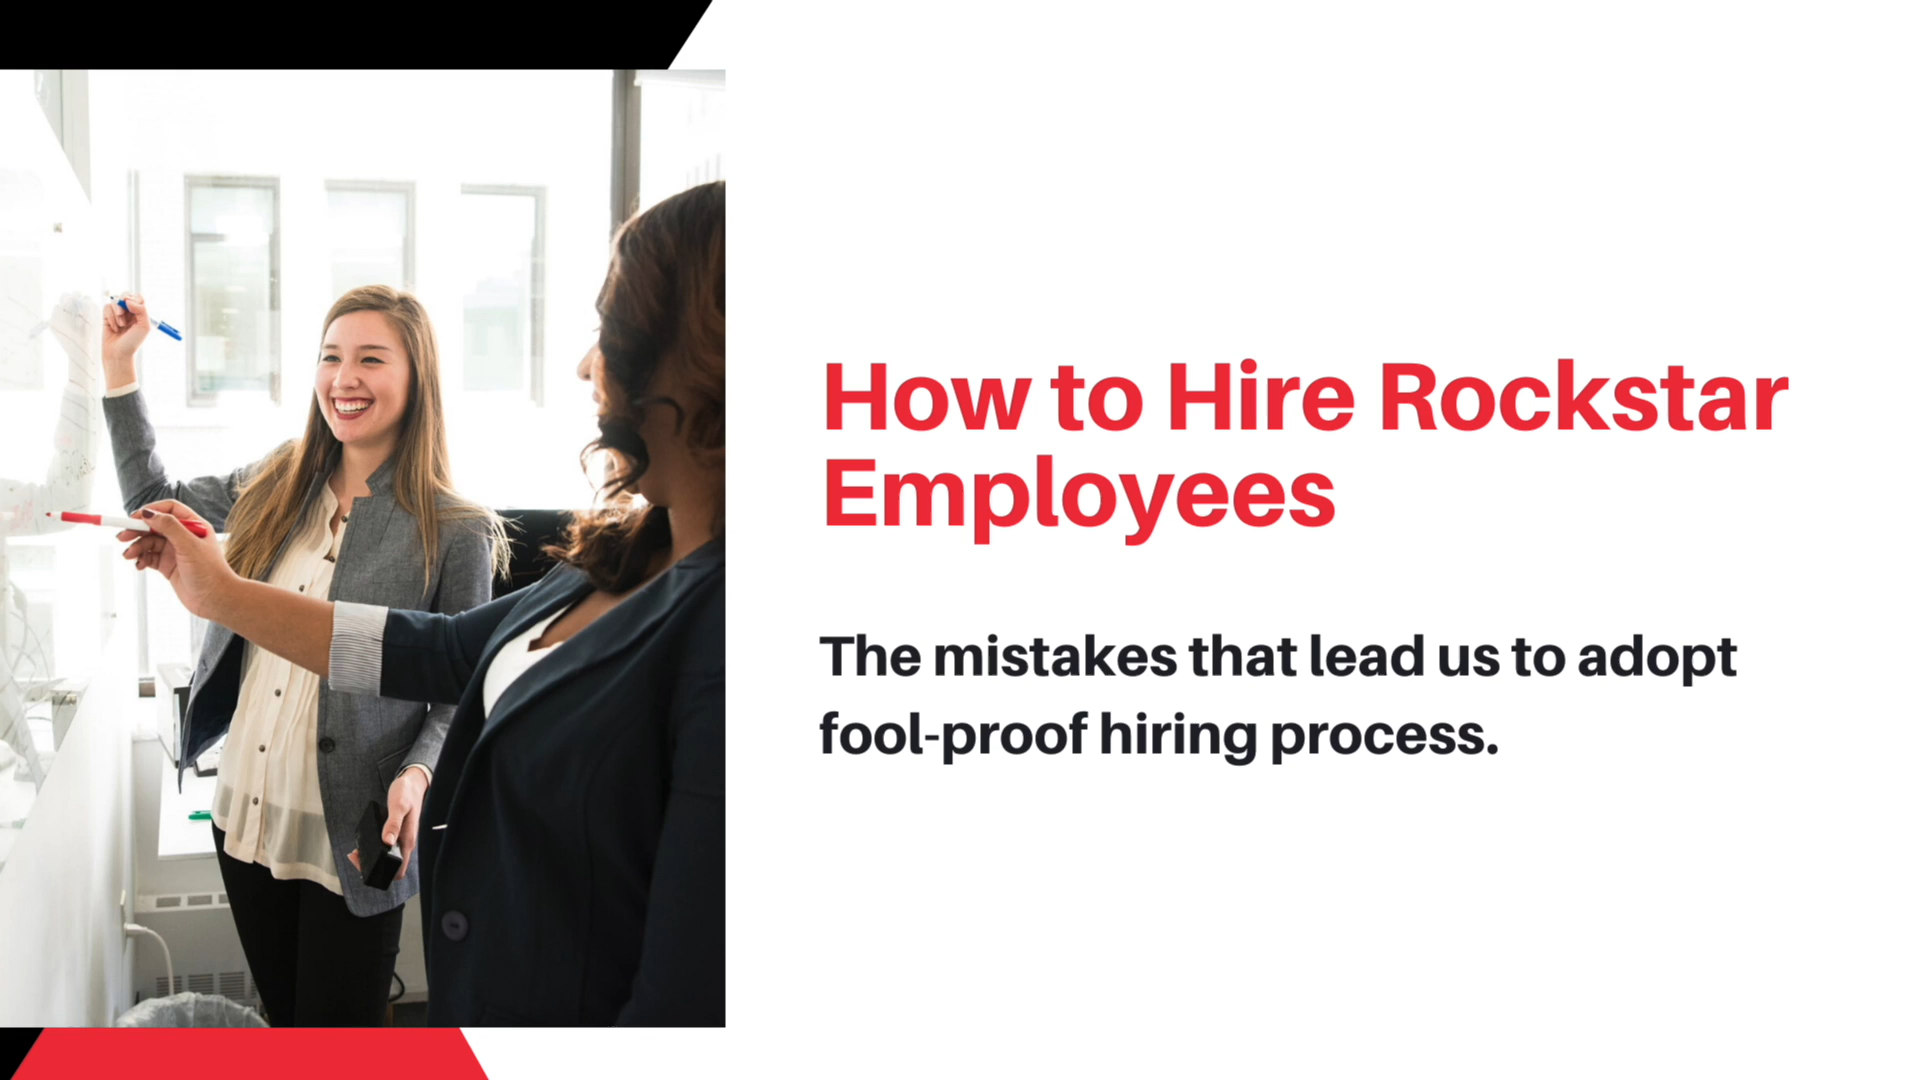 How to Hire Rockstar
Employees
The mistakes that lead us to adopt
fool-proof hiring process.